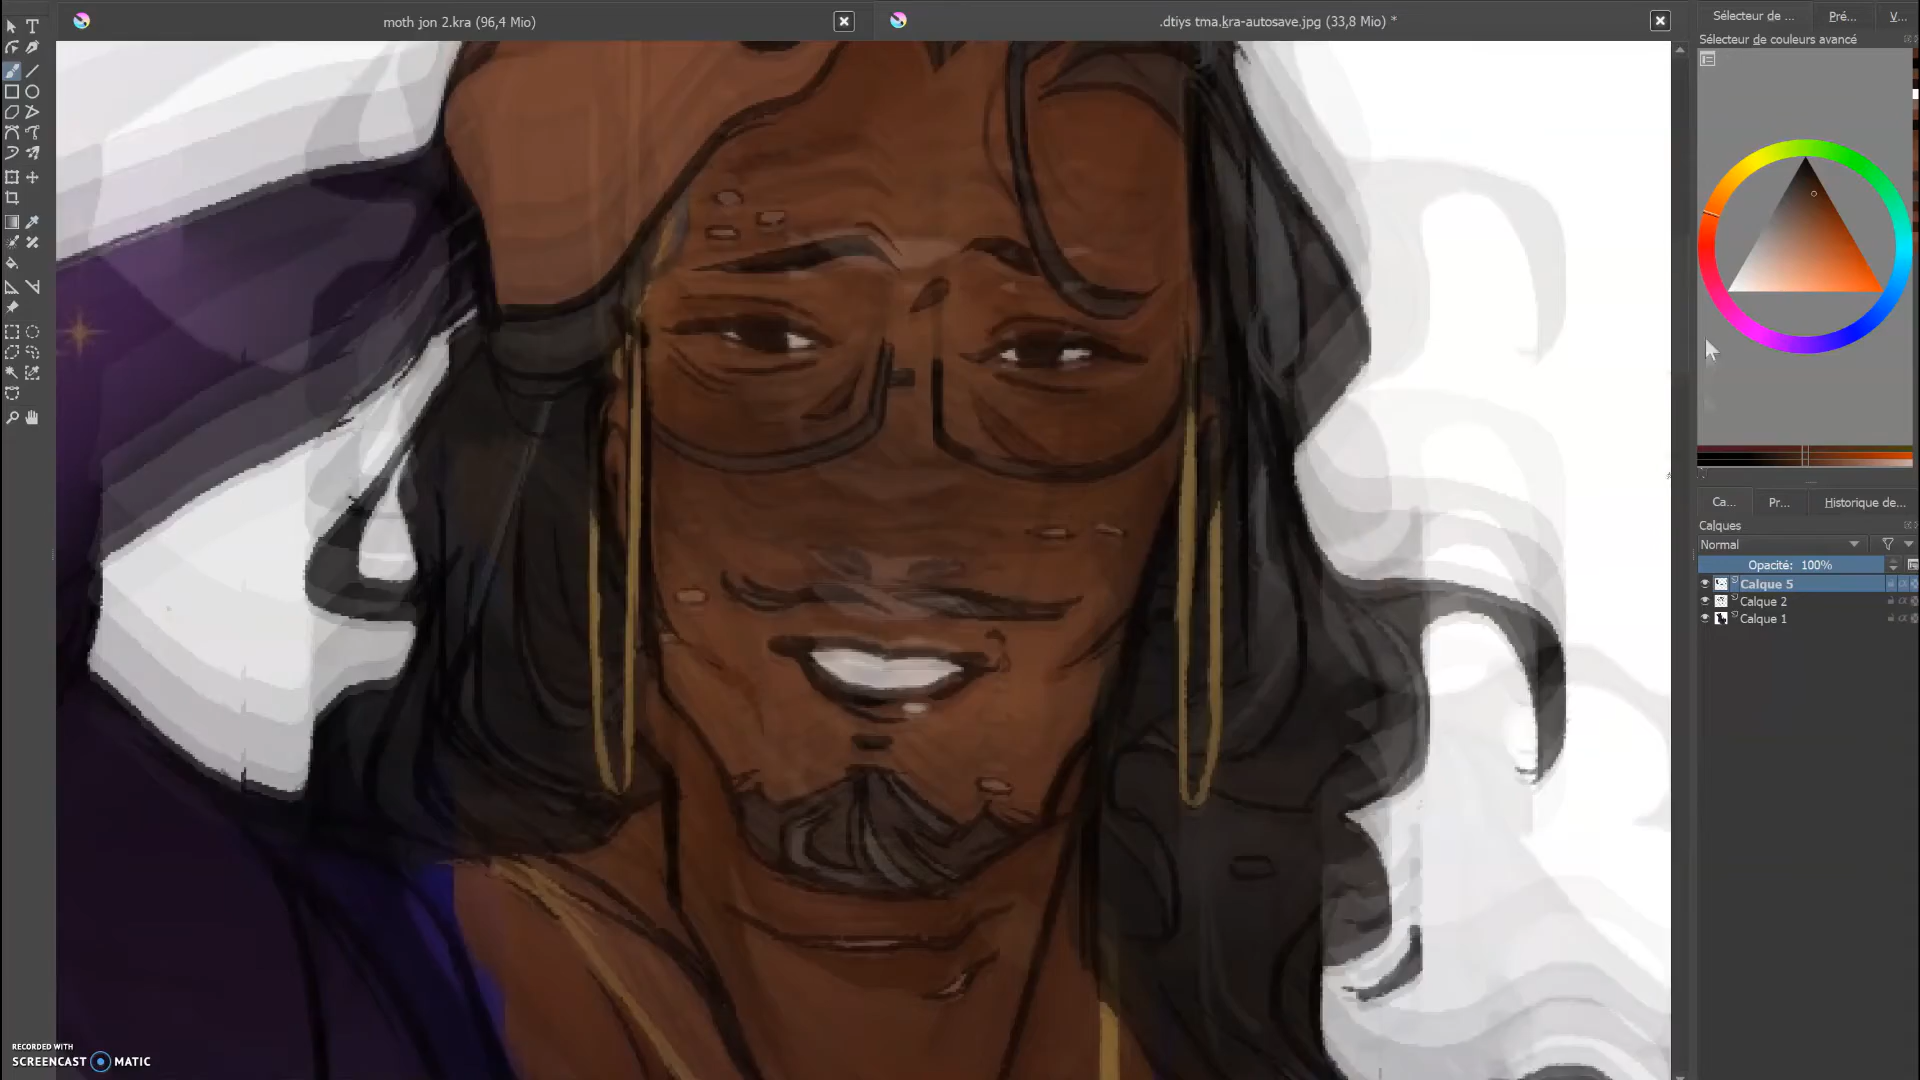 moth jon 2.kra (96,4 Mio)
.dtiys tma.kra-autosave.jpg (33,8 Mio) *
Sélecteur de ...
Pré...
V...
Sélecteur de couleurs avancé
Ca...
Pr...
Historique de...
Calques
Normal
Opacité: 100%
Calque 5
Calque 2
Calque 1
RECORDED WITH
SCREENCAST MATIC